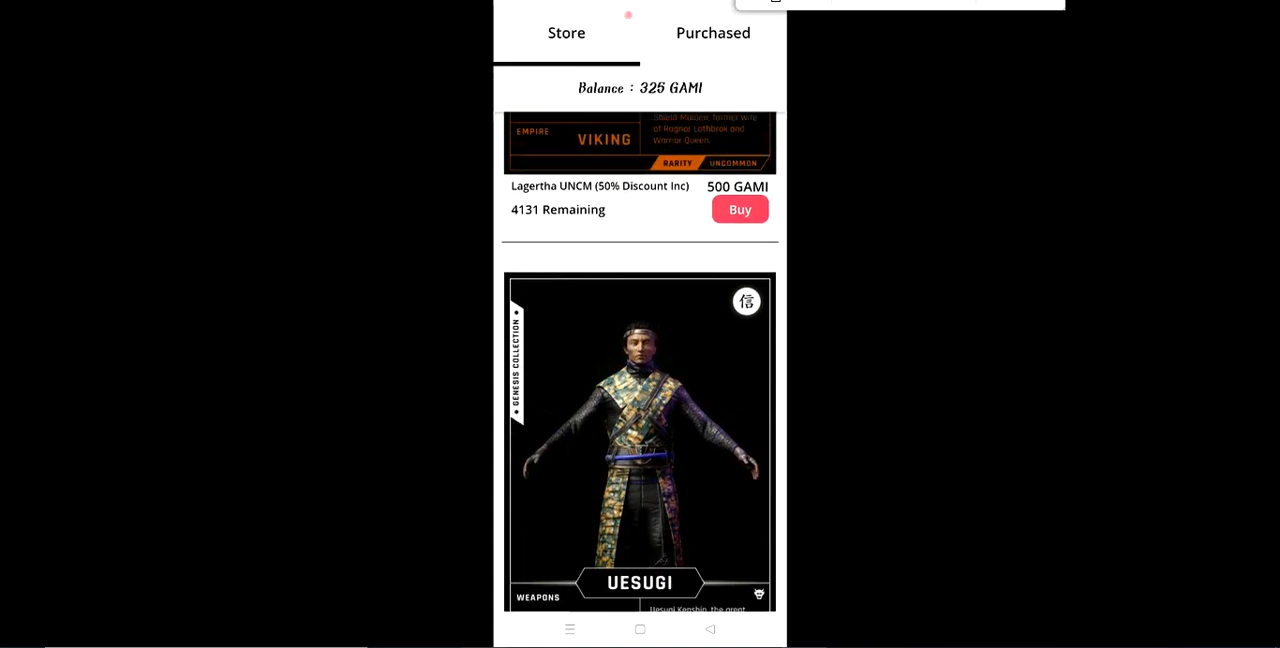 Store
Purchased
Balance : 325 GAMI
EMPIRE
VIKING
Shield Maiden, former wife
of Ragnar Lothbrok and
Warrior Queen.
RARITY
UNCOMMON
Lagertha UNCM (50% Discount Inc)
500 GAMI
4131 Remaining
Buy
信
GENESIS COLLECTION
UESUGI
WEAPONS
Uesugi Kenshin, the great